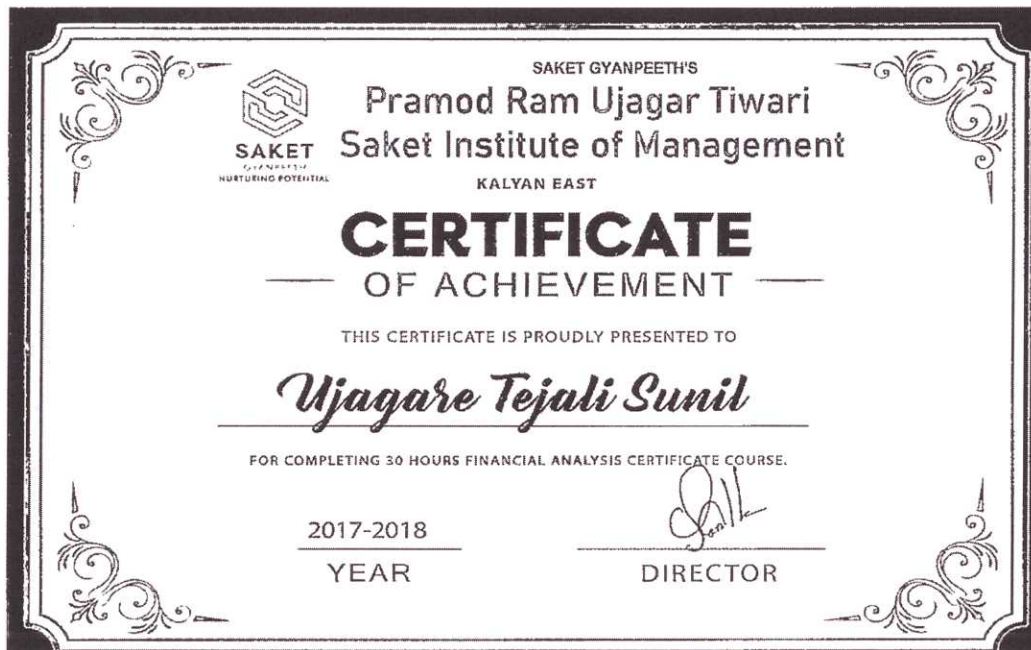 SAKET GYANPEETH'S
Pramod Ram Ujagar Tiwari
Saket Institute of Management
KALYAN EAST
SAKET
GYANPEETH
NURTURING POTENTIAL
CERTIFICATE
OF ACHIEVEMENT
THIS CERTIFICATE IS PROUDLY PRESENTED TO
Ujagare Tejali Sunil
FOR COMPLETING 30 HOURS FINANCIAL ANALYSIS CERTIFICATE COURSE.
2017-2018
YEAR
DIRECTOR